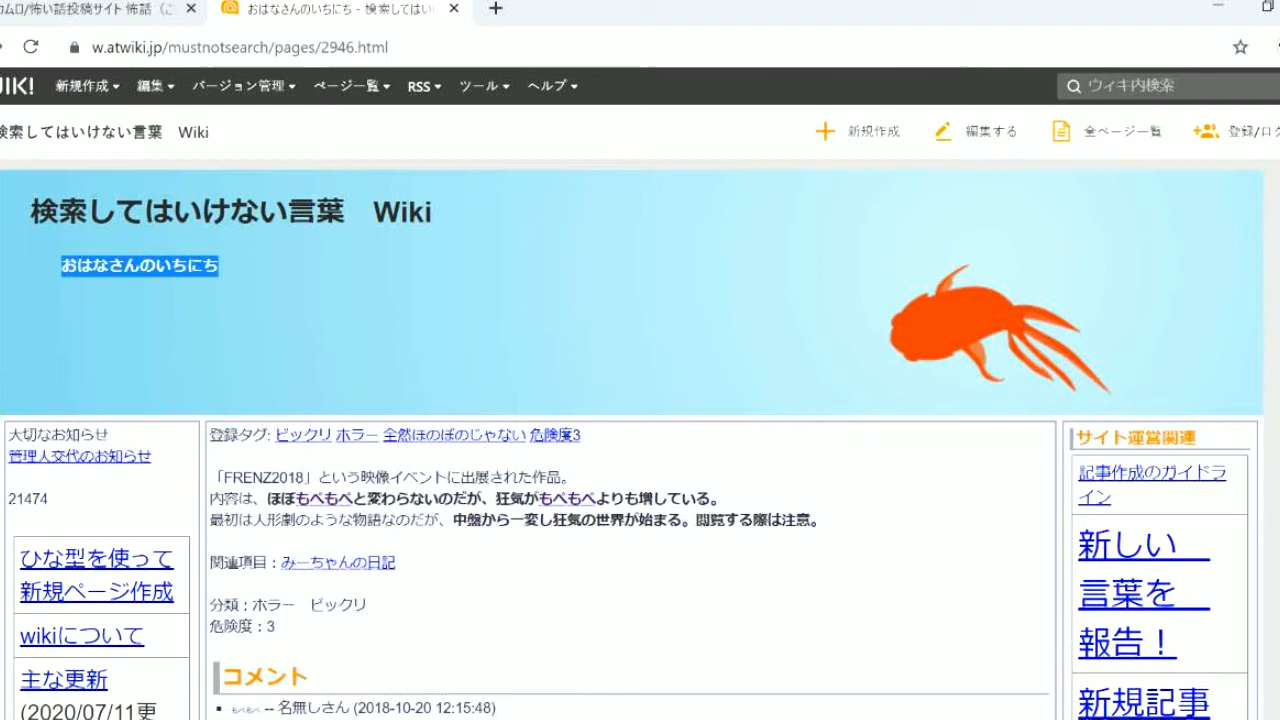 カムロ/怖い話投稿サイト 怖話（こ
おはなさんのいちにち - 検索してはい
w.atwiki.jp/mustnotsearch/pages/2946.html
IKI! 新規作成 編集 バージョン管理 ページ一覧 RSS ツール ヘルプ ウィキ内検索
検索してはいけない言葉 Wiki 新規作成 編集する 全ページ一覧 登録/ログ
検索してはいけない言葉 Wiki
おはなさんのいちにち
大切なお知らせ
管理人交代のお知らせ
21474
ひな型を使って
新規ページ作成
wikiについて
主な更新
(2020/07/11更
登録タグ: ビックリ ホラー 全然ほのぼのじゃない 危険度3
「FRENZ2018」という映像イベントに出展された作品。
内容は、ほぼもぺもぺと変わらないのだが、狂気がもぺもぺよりも増している。
最初は人形劇のような物語なのだが、中盤から一変し狂気の世界が始まる。閲覧する際は注意。
関連項目：みーちゃんの日記
分類：ホラー ビックリ
危険度：3
コメント
もぺもぺ -- 名無しさん (2018-10-20 12:15:48)
サイト運営関連
記事作成のガイドラ
イン
新しい
言葉を
報告！
新規記事